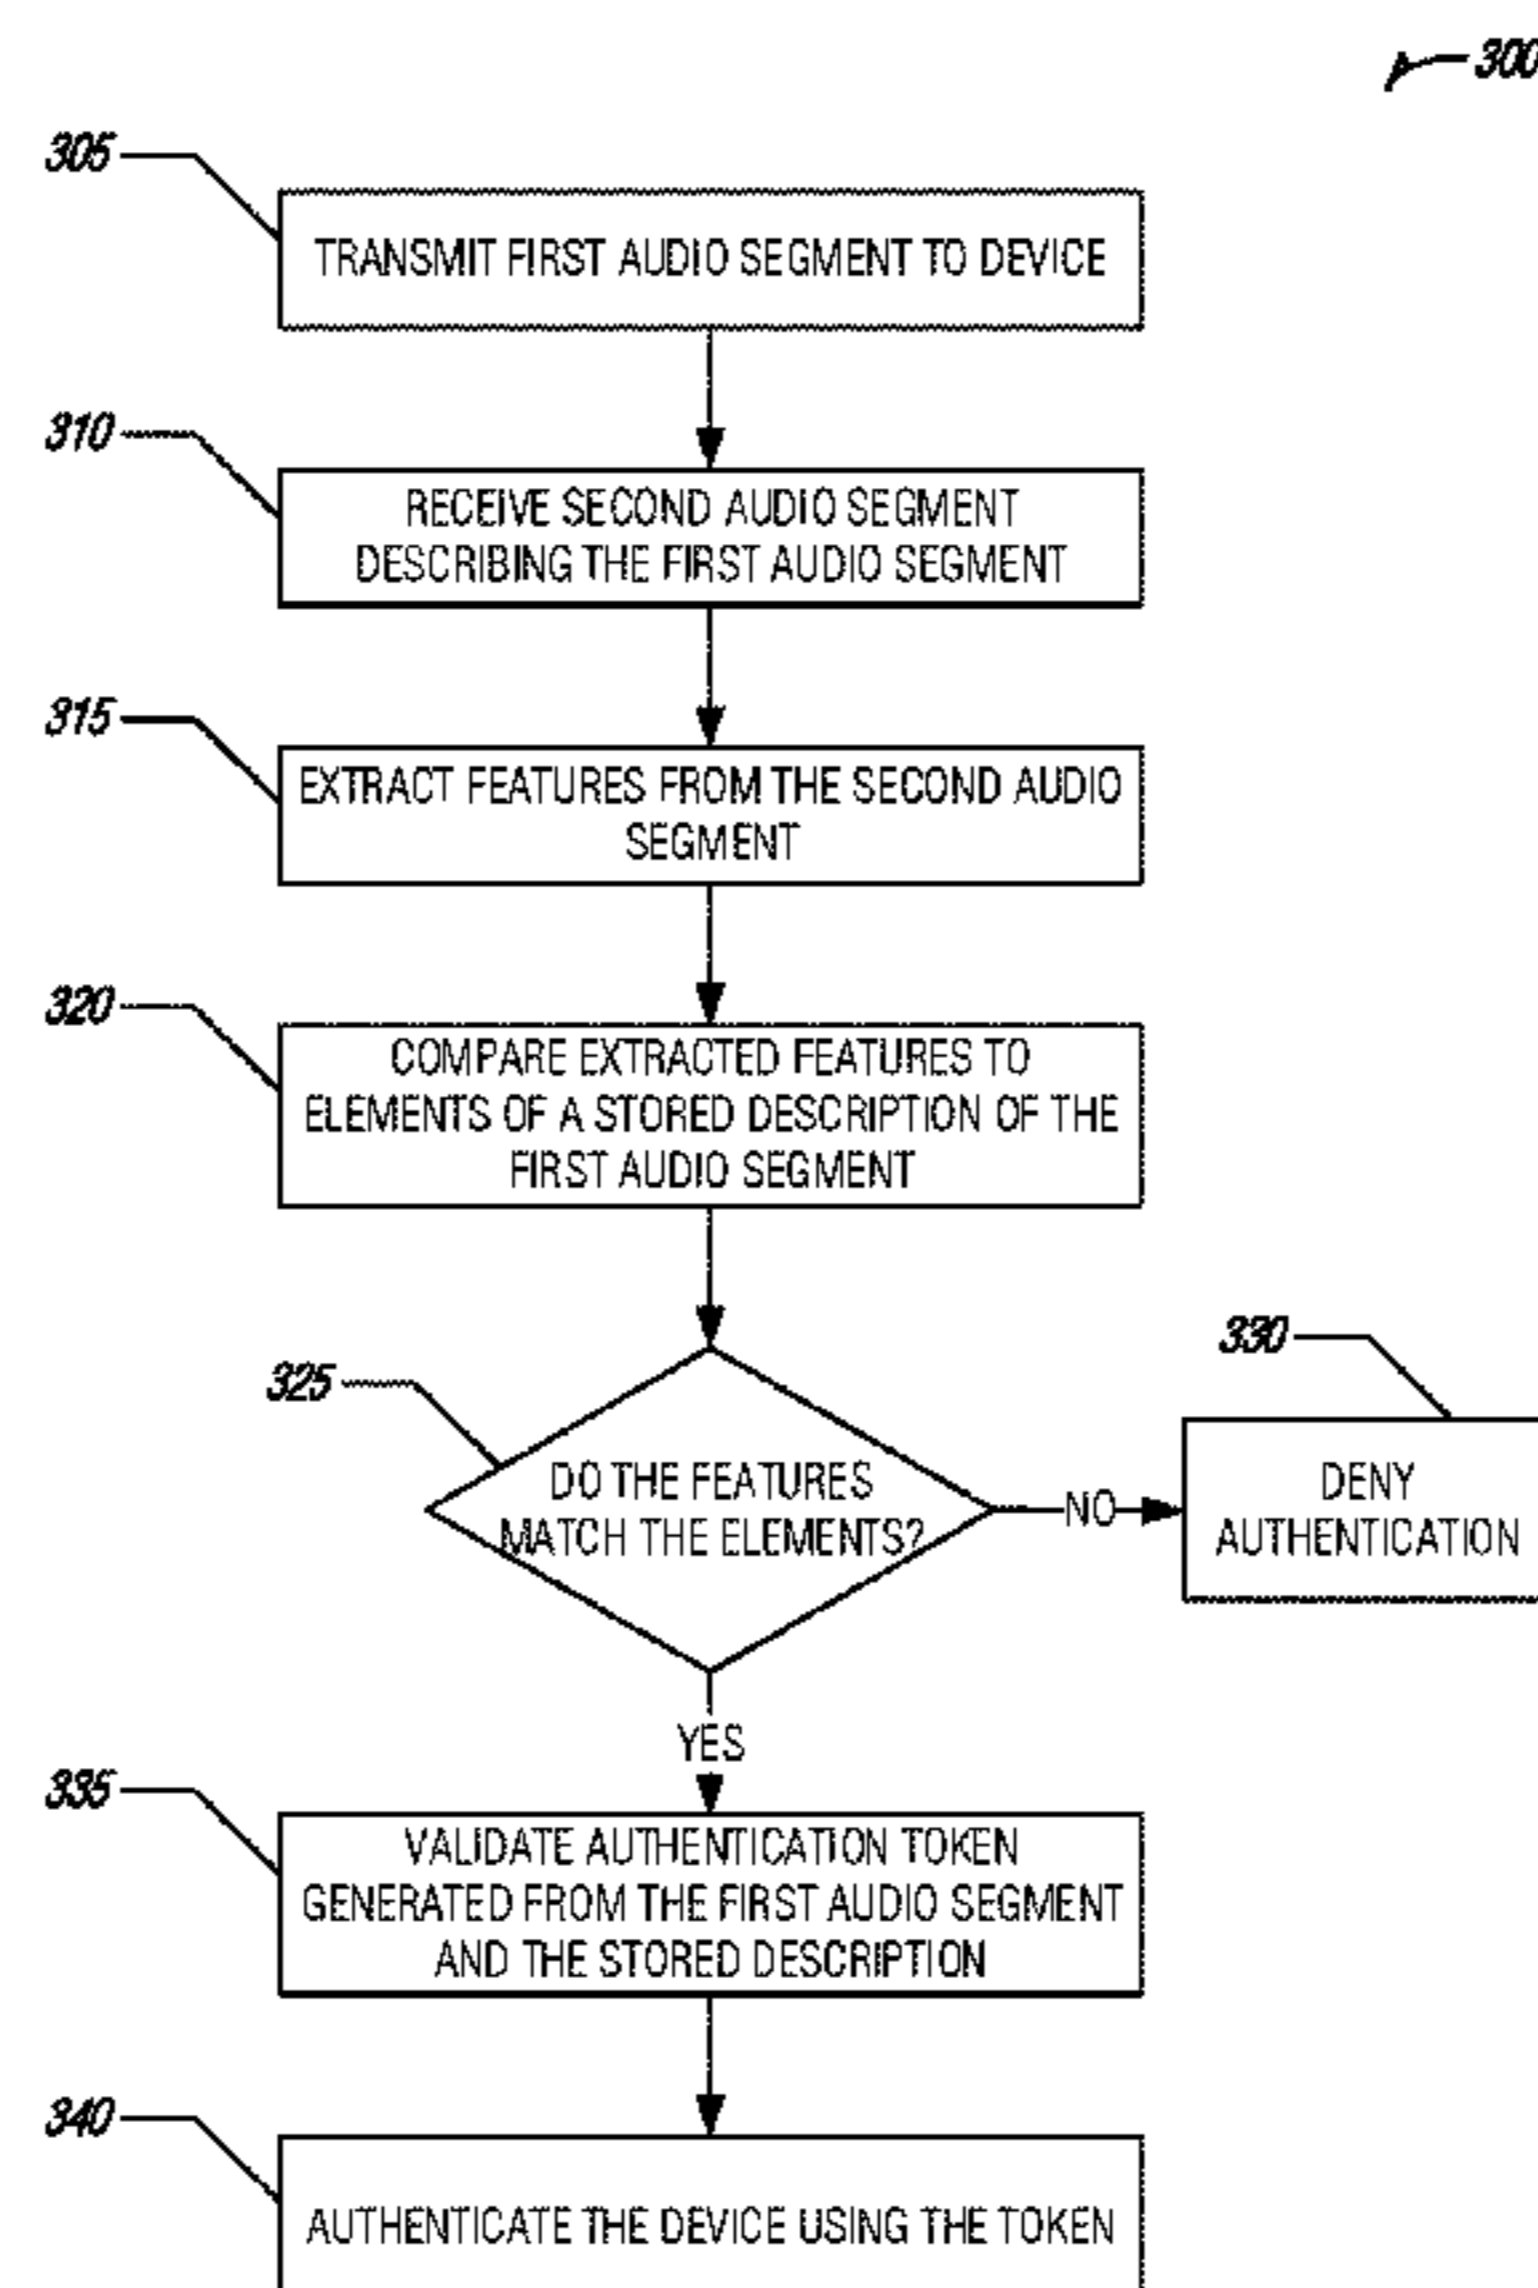 300
305
TRANSMIT FIRST AUDIO SEGMENT TO DEVICE
310
RECEIVE SECOND AUDIO SEGMENT
DESCRIBING THE FIRST AUDIO SEGMENT
315
EXTRACT FEATURES FROM THE SECOND AUDIO
SEGMENT
320
COMPARE EXTRACTED FEATURES TO
ELEMENTS OF A STORED DESCRIPTION OF THE
FIRST AUDIO SEGMENT
325
DO THE FEATURES
MATCH THE ELEMENTS?
NO
330
DENY
AUTHENTICATION
YES
335
VALIDATE AUTHENTICATION TOKEN
GENERATED FROM THE FIRST AUDIO SEGMENT
AND THE STORED DESCRIPTION
340
AUTHENTICATE THE DEVICE USING THE TOKEN